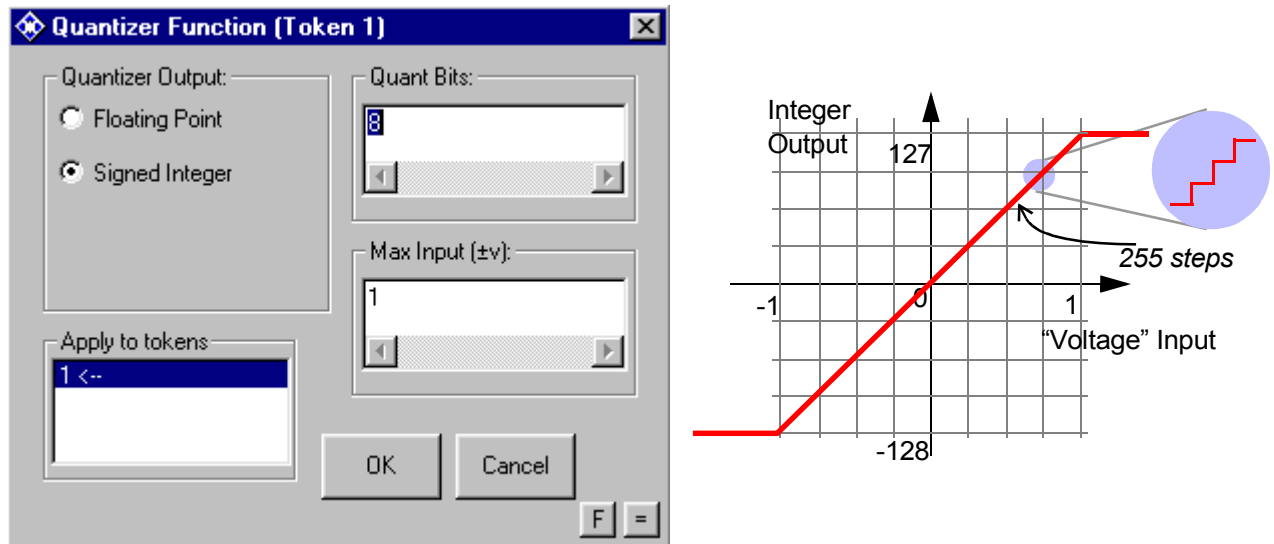 Quantizer Function (Token 1)
Quantizer Output:
Floating Point
Signed Integer
Quant Bits:
8
Max Input (±v):
1
Apply to tokens
1 <--
OK
Cancel
F
=
Integer
Output
127
255 steps
-1
0
1
“Voltage” Input
-128